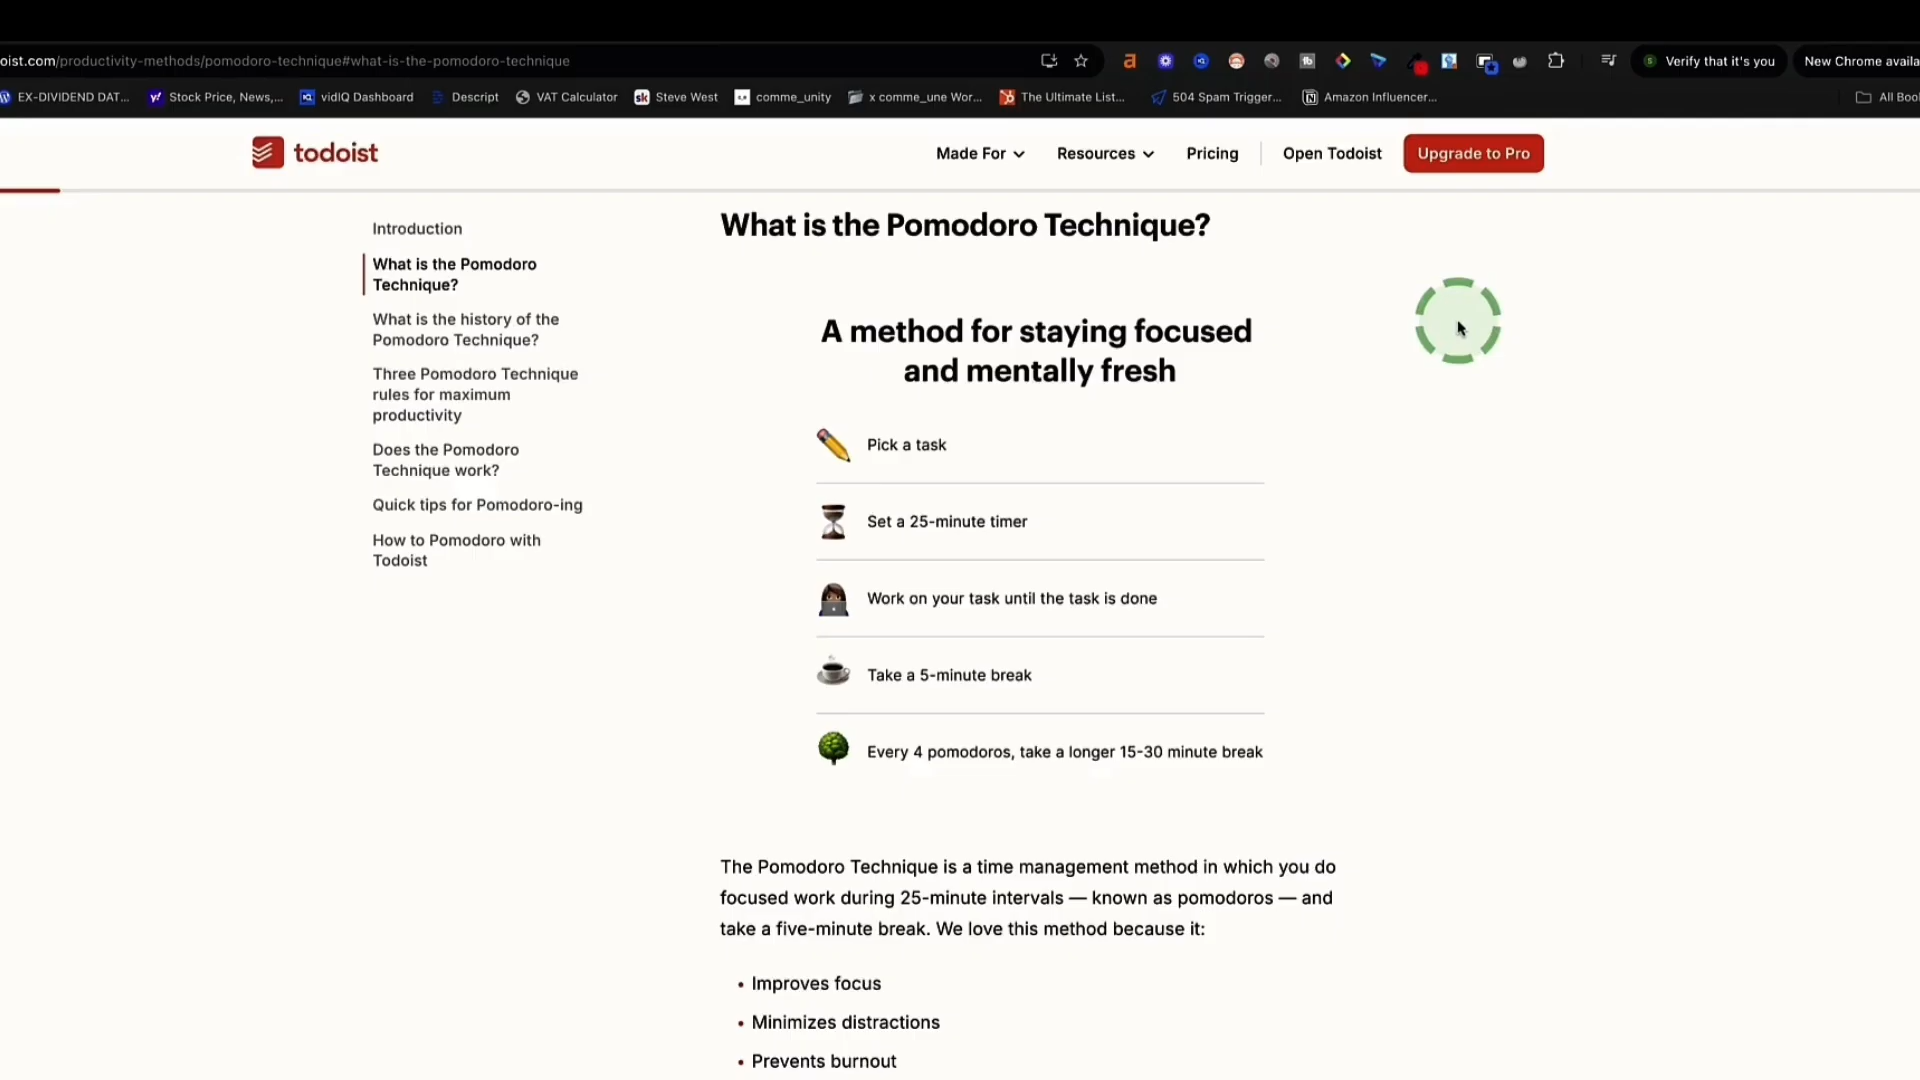 oist.com/productivity-methods/pomodoro-technique#what-is-the-pomodoro-technique
Verify that it's you
New Chrome availa
EX-DIVIDEND DAT...
Stock Price, News,...
vidIQ Dashboard
Descript
VAT Calculator
sk Steve West
comme_unity
x comme_une Wor...
The Ultimate List...
504 Spam Trigger...
Amazon Influencer...
All Bool
todoist
Made For
Resources
Pricing
Open Todoist
Upgrade to Pro
Introduction
What is the Pomodoro
Technique?
What is the history of the
Pomodoro Technique?
Three Pomodoro Technique
rules for maximum
productivity
Does the Pomodoro
Technique work?
Quick tips for Pomodoro-ing
How to Pomodoro with
Todoist
What is the Pomodoro Technique?
A method for staying focused
and mentally fresh
Pick a task
Set a 25-minute timer
Work on your task until the task is done
Take a 5-minute break
Every 4 pomodoros, take a longer 15-30 minute break
The Pomodoro Technique is a time management method in which you do
focused work during 25-minute intervals — known as pomodoros — and
take a five-minute break. We love this method because it:
• Improves focus
• Minimizes distractions
• Prevents burnout